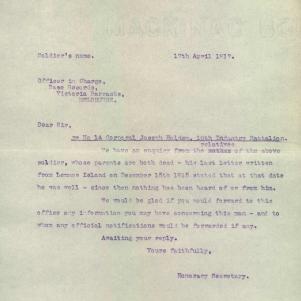 Soldier's name. 17th April 1917.
Officer in Charge,
Base Records,
Victoria Barracks,
MELBOURNE.
Dear Sir,
re No 14 Corporal Joseph Holden, 10th Infantry Battalion.
relatives
We have an enquiry from the mother of the above
soldier, whose parents are both dead - his last letter written
from Lemnos Island on December 15th 1915 stated that at that date
he was well - since then nothing has been heard of or from him.
We would be glad if you would forward to this
office any information you may have concerning this man - and to
whom any official notifications would be forwarded if any.
Awaiting your reply.
Yours faithfully,
Honorary Secretary.